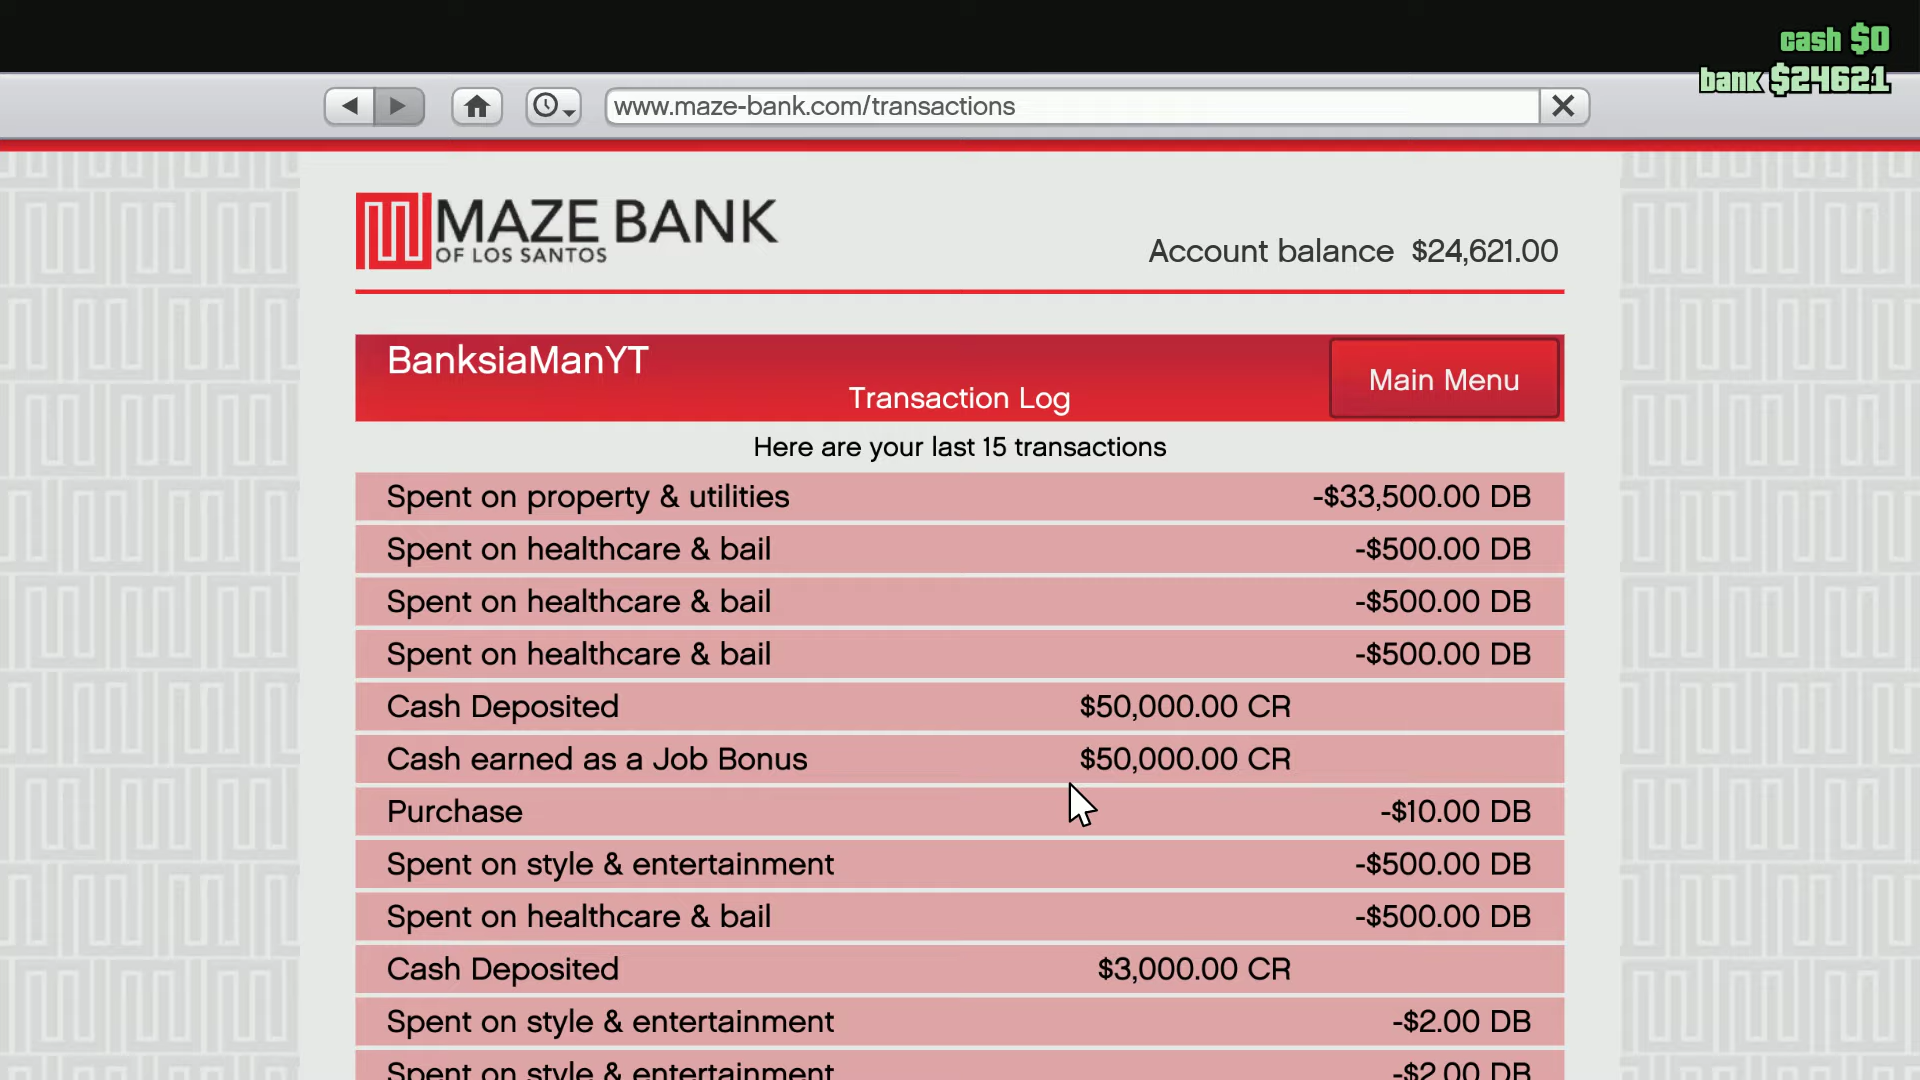 cash $0
bank $24621
www.maze-bank.com/transactions
MAZE BANK
OF LOS SANTOS
Account balance $24,621.00
BanksiaManYT
Main Menu
Transaction Log
Here are your last 15 transactions
Spent on property & utilities -$33,500.00 DB
Spent on healthcare & bail -$500.00 DB
Spent on healthcare & bail -$500.00 DB
Spent on healthcare & bail -$500.00 DB
Cash Deposited $50,000.00 CR
Cash earned as a Job Bonus $50,000.00 CR
Purchase -$10.00 DB
Spent on style & entertainment -$500.00 DB
Spent on healthcare & bail -$500.00 DB
Cash Deposited $3,000.00 CR
Spent on style & entertainment -$2.00 DB
Spent on style & entertainment -$2.00 DB